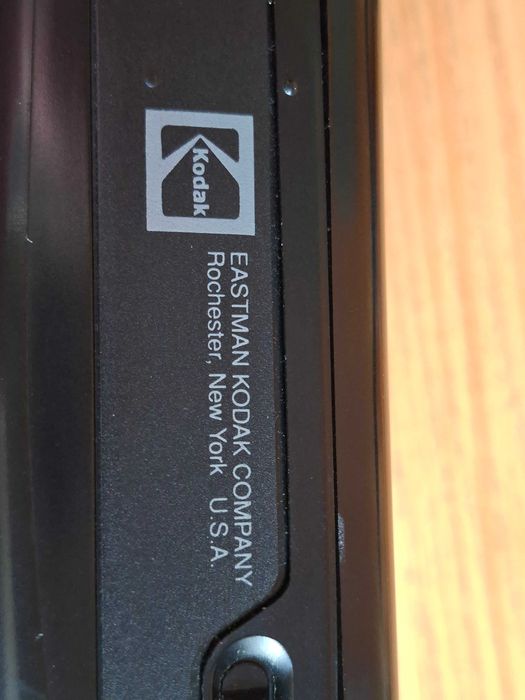 Kodak
EASTMAN KODAK COMPANY
Rochester, New York U.S.A.